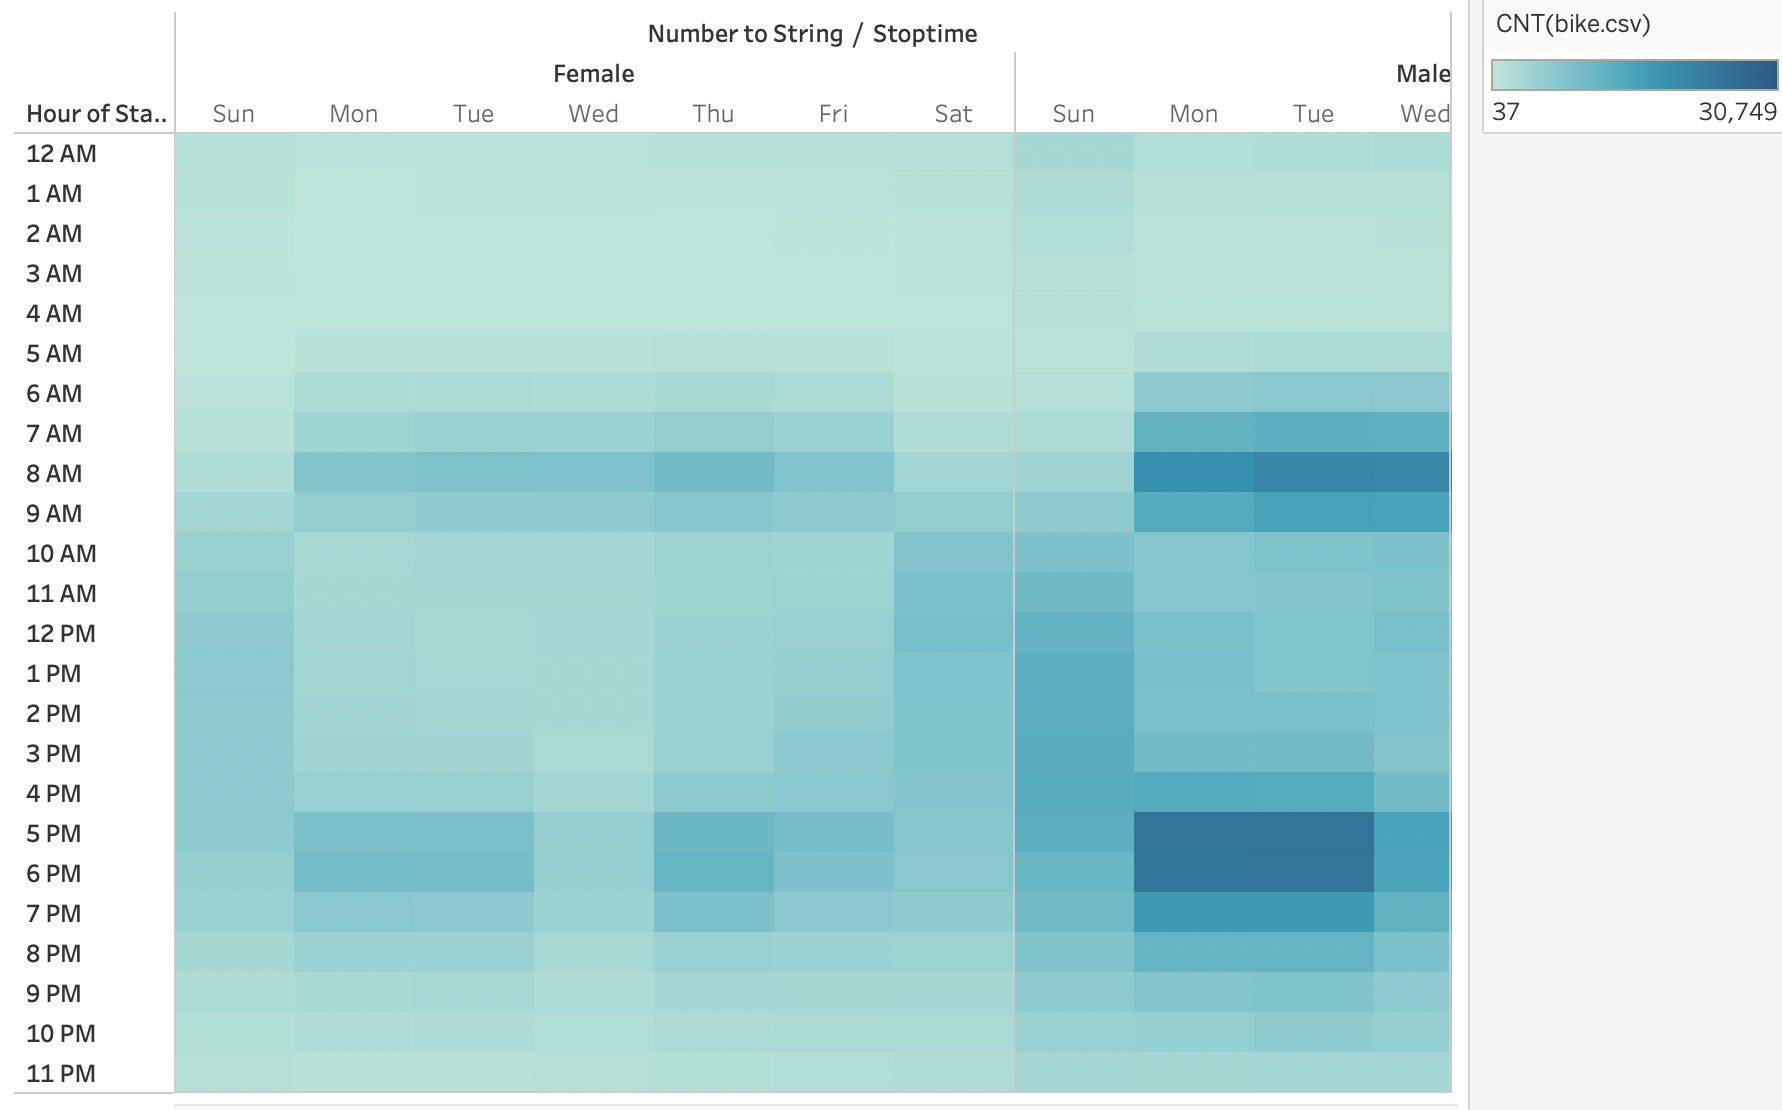 Number to String / Stoptime
Female Male
Hour of Sta.. Sun Mon Tue Wed Thu Fri Sat Sun Mon Tue Wed
12 AM
1 AM
2 AM
3 AM
4 AM
5 AM
6 AM
7 AM
8 AM
9 AM
10 AM
11 AM
12 PM
1 PM
2 PM
3 PM
4 PM
5 PM
6 PM
7 PM
8 PM
9 PM
10 PM
11 PM
CNT(bike.csv)
37 30,749